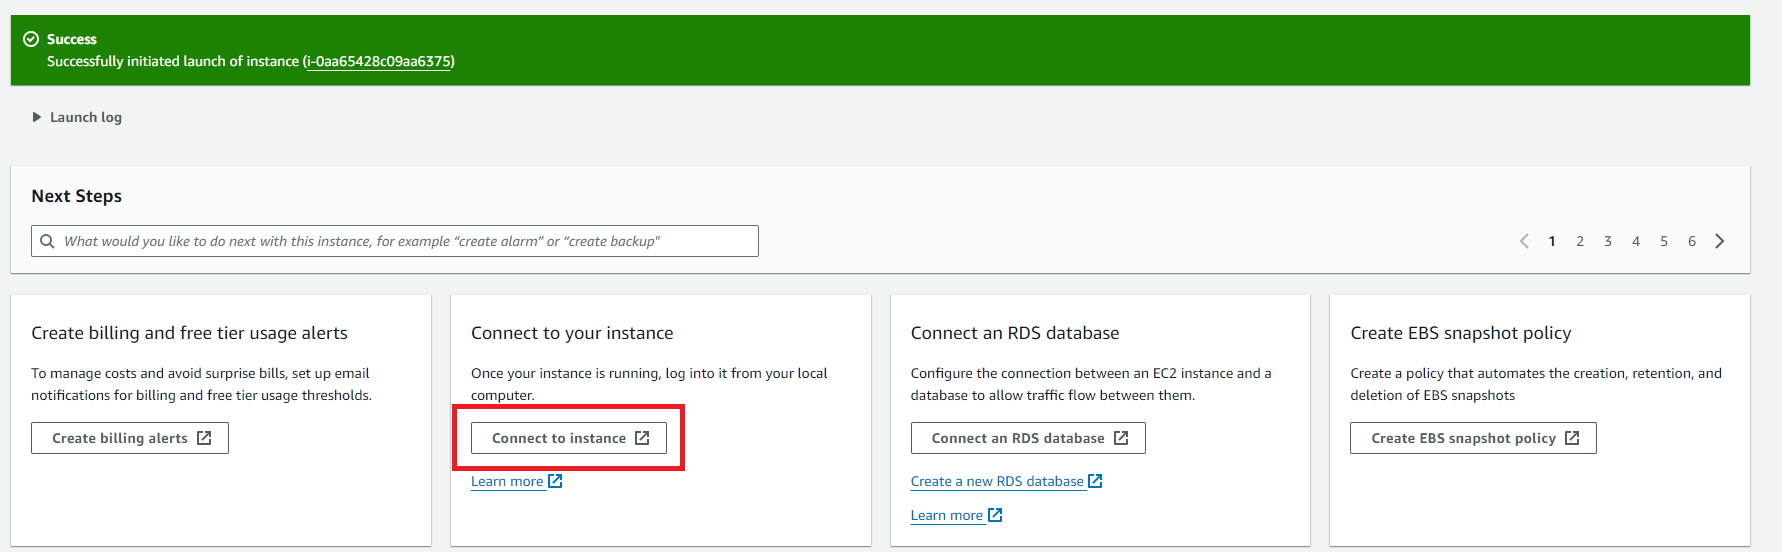 Success
Successfully initiated launch of instance (i-0aa65428c09aa6375)
Launch log
Next Steps
What would you like to do next with this instance, for example “create alarm” or “create backup"
1 2 3 4 5 6
Create billing and free tier usage alerts
To manage costs and avoid surprise bills, set up email
notifications for billing and free tier usage thresholds.
Create billing alerts
Connect to your instance
Once your instance is running, log into it from your local
computer.
Connect to instance
Learn more
Connect an RDS database
Configure the connection between an EC2 instance and a
database to allow traffic flow between them.
Connect an RDS database
Create a new RDS database
Learn more
Create EBS snapshot policy
Create a policy that automates the creation, retention, and
deletion of EBS snapshots
Create EBS snapshot policy